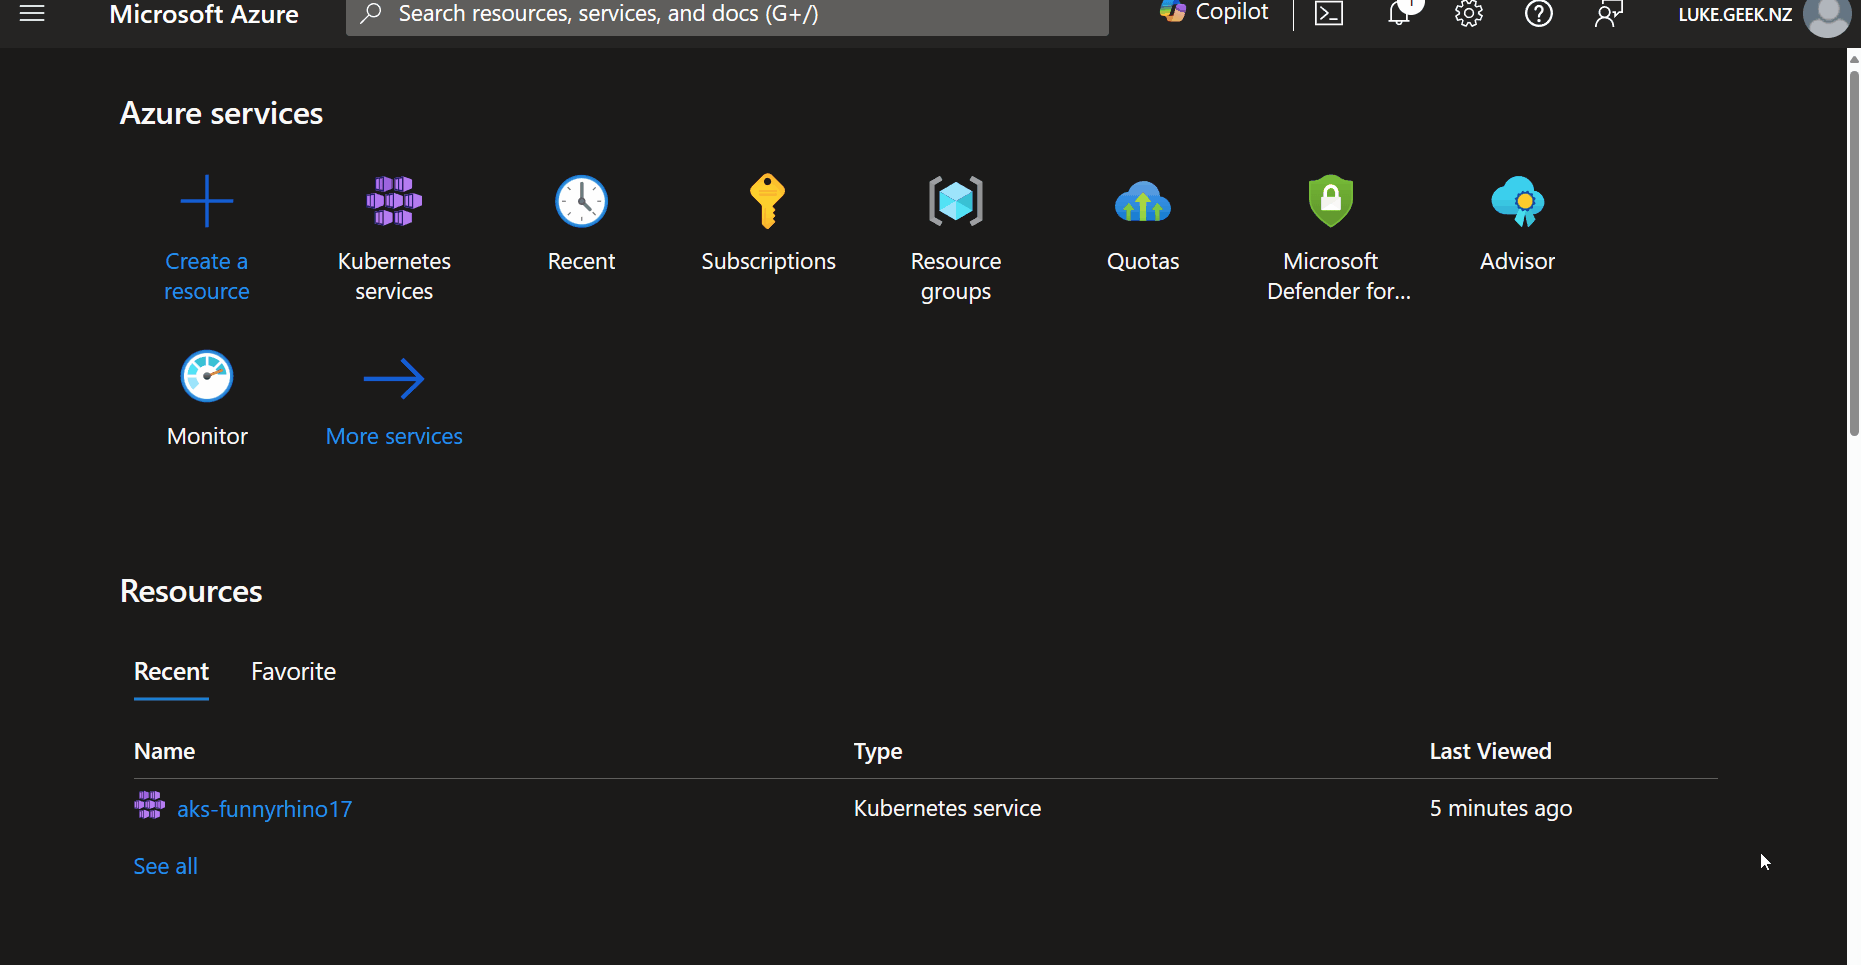 Microsoft Azure
Search resources, services, and docs (G+/)
Copilot
1
LUKE.GEEK.NZ
Azure services
Create a
resource
Kubernetes
services
Recent
Subscriptions
Resource
groups
Quotas
Microsoft
Defender for...
Advisor
Monitor
More services
Resources
Recent
Favorite
Name
Type
Last Viewed
aks-funnyrhino17
Kubernetes service
5 minutes ago
See all